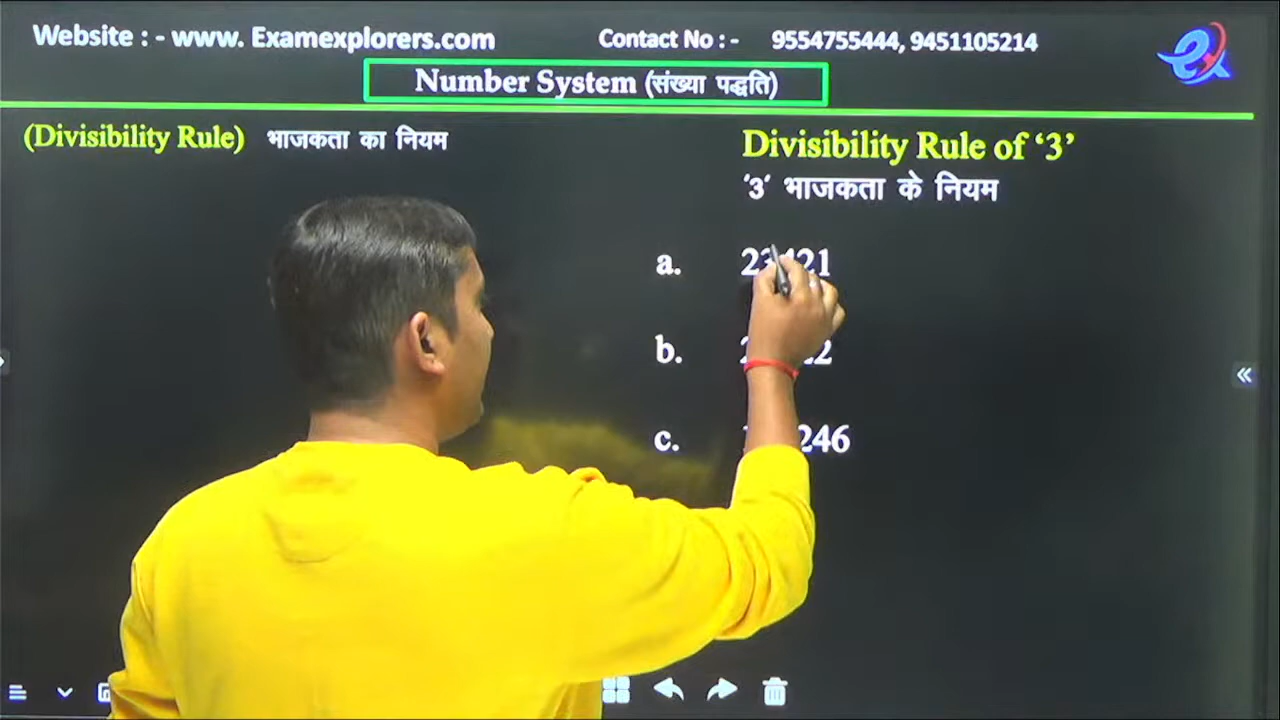 Website : - www. Examexplorers.com
Contact No : - 9554755444, 9451105214
Number System (संख्या पद्धति)
(Divisibility Rule) भाजकता का नियम
Divisibility Rule of ‘3’
‘3‘ भाजकता के नियम
a. 23421
b.
c.